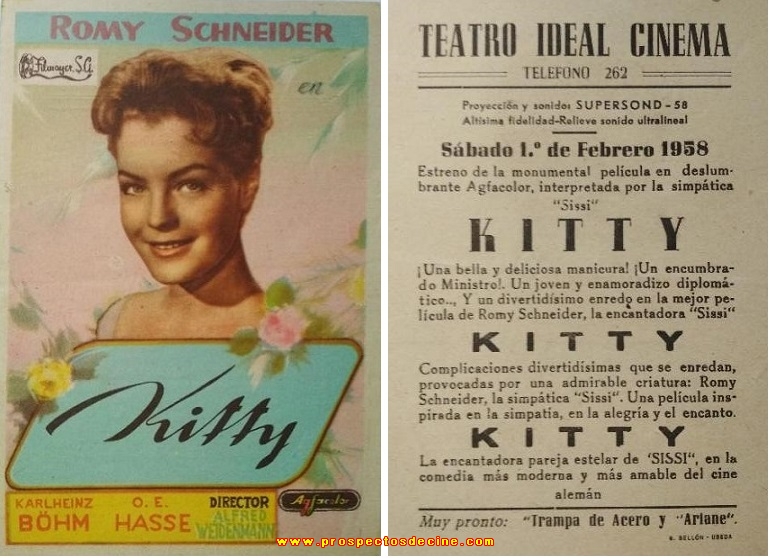 ROMY SCHNEIDER
Filmayer, S.A.
en
Kitty
KARLHEINZ BÖHM
O. E. HASSE
DIRECTOR ALFRED WEIDENMANN
Agfacolor
TEATRO IDEAL CINEMA
TELEFONO 262
Proyección y sonidos SUPERSOND-58
Altísima fidelidad-Relieve sonido ultralineal
Sábado 1.º de Febrero 1958
Estreno de la monumental película en deslum-
brante Agfacolor, interpretada por la simpática
"Sissi"
KITTY
¡Una bella y deliciosa manicura! ¡Un encumbra-
do Ministro!. Un joven y enamoradizo diplomá-
tico.., Y un divertidísimo enredo en la mejor pe-
lícula de Romy Schneider, la encantadora "Sissi"
KITTY
Complicaciones divertidísimas que se enredan,
provocadas por una admirable criatura: Romy
Schneider, la simpática "Sissi". Una película ins-
pirada en la simpatía, en la alegría y el encanto.
KITTY
La encantadora pareja estelar de "SISSI", en la
comedia más moderna y más amable del cine
alemán
Muy pronto: "Trampa de Acero y "Ariane".
G. BELLÓN-UBEDA
www.prospectosdecine.com